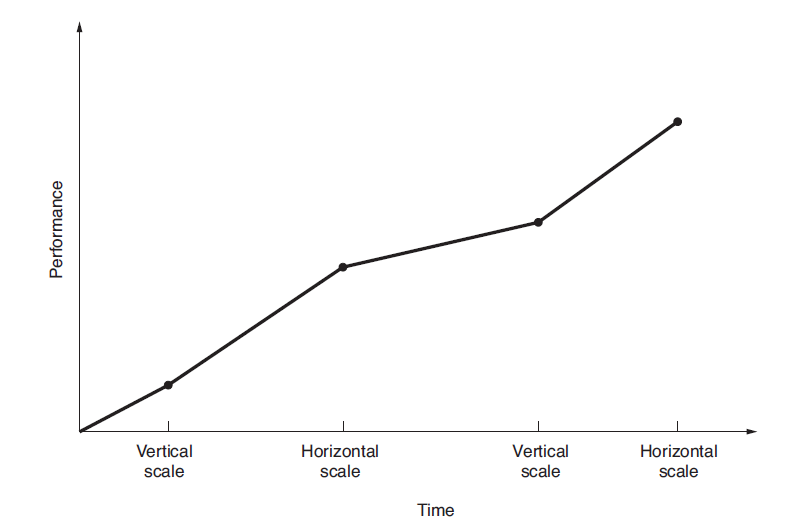 Performance
Vertical
scale
Horizontal
scale
Vertical
scale
Horizontal
scale
Time